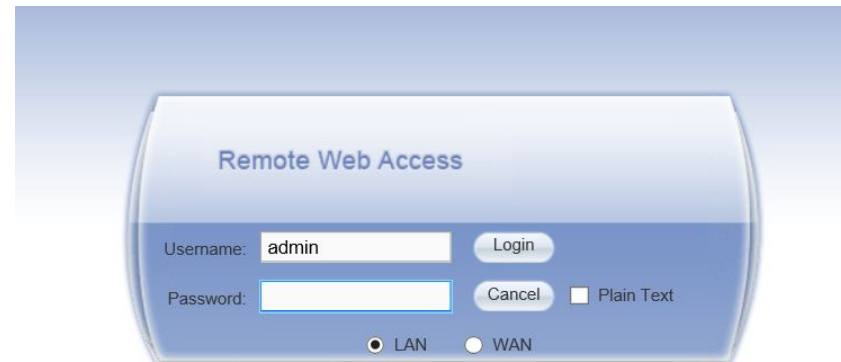 Remote Web Access
Username: admin Login
Password: Cancel Plain Text
LAN WAN